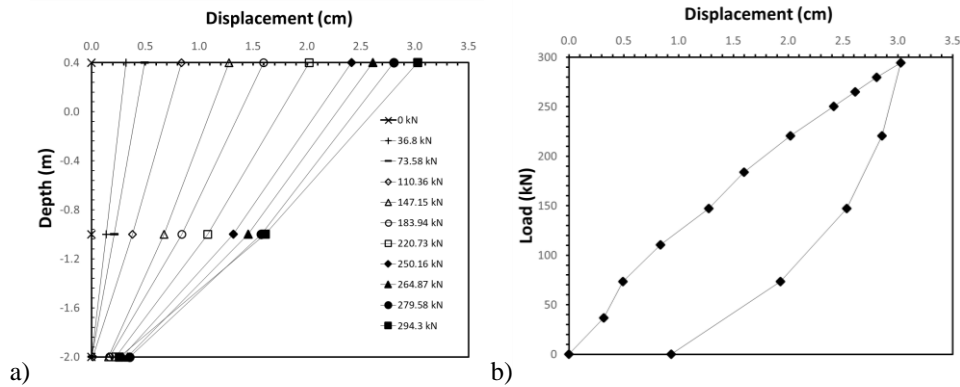 Displacement (cm)
0.0 0.5 1.0 1.5 2.0 2.5 3.0 3.5
0.4
0.0
-0.4
-0.8
-1.2
-1.6
-2.0
Depth (m)
0 kN
36.8 kN
73.58 kN
110.36 kN
147.15 kN
183.94 kN
220.73 kN
250.16 kN
264.87 kN
279.58 kN
294.3 kN
a)
Displacement (cm)
0.0 0.5 1.0 1.5 2.0 2.5 3.0 3.5
300
250
200
150
100
50
0
Load (kN)
b)